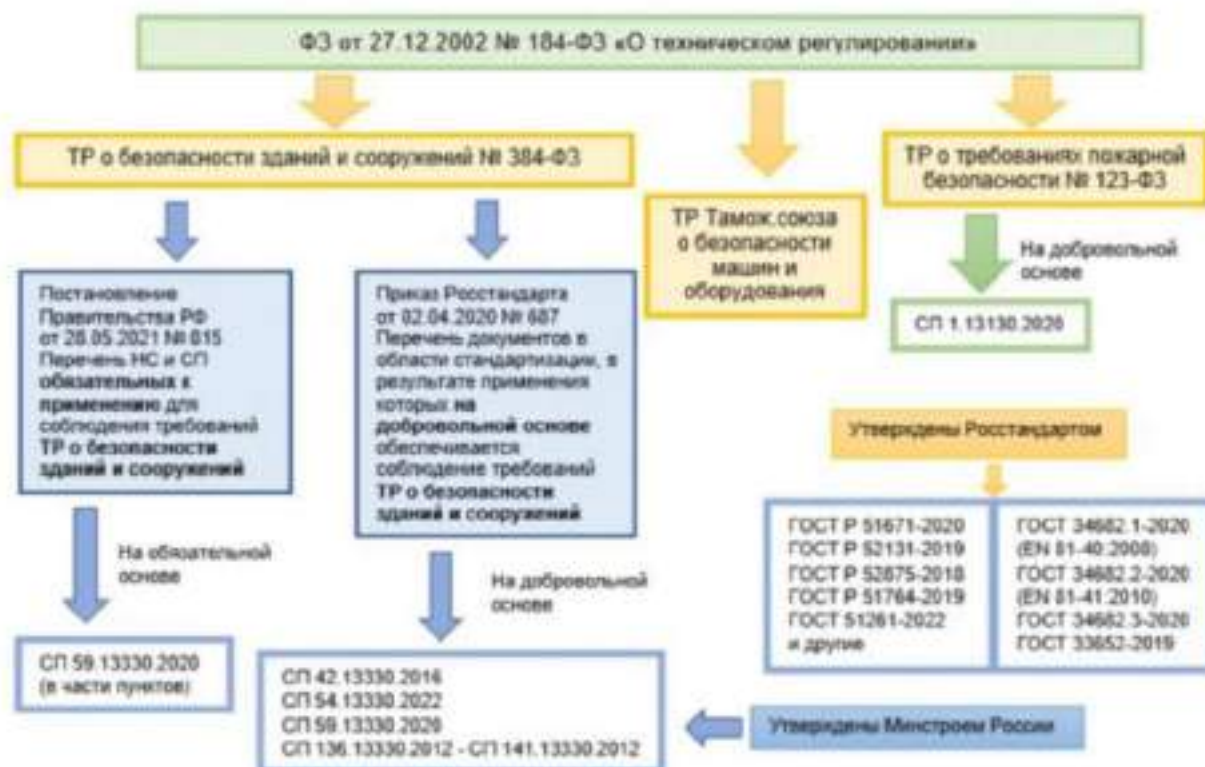 ФЗ от 27.12.2002 № 184-ФЗ «О техническом регулировании»
ТР о безопасности зданий и сооружений № 384-ФЗ
ТР Тамож.союза
о безопасности
машин и
оборудования
ТР о требованиях пожарной
безопасности № 123-ФЗ
На добровольной
основе
СП 1.13130.2020
Постановление
Правительства РФ
от 28.05.2021 № 815
Перечень НС и СП
обязательных к
применению для
соблюдения требований
ТР о безопасности
зданий и сооружений
Приказ Росстандарта
от 02.04.2020 № 687
Перечень документов в
области стандартизации, в
результате применения
которых на
добровольной основе
обеспечивается
соблюдение требований
ТР о безопасности
зданий и сооружений
Утверждены Росстандартом
ГОСТ Р 51671-2020
ГОСТ Р 52131-2019
ГОСТ Р 52875-2018
ГОСТ Р 51764-2019
ГОСТ 51261-2022
и другие
ГОСТ 34682.1-2020
(EN 81-40:2008)
ГОСТ 34682.2-2020
(EN 81-41:2010)
ГОСТ 34682.3-2020
ГОСТ 33652-2019
На обязательной
основе
На добровольной
основе
СП 59.13330.2020
(в части пунктов)
СП 42.13330.2016
СП 54.13330.2022
СП 59.13330.2020
СП 136.13330.2012 - СП 141.13330.2012
Утверждены Минстроем России